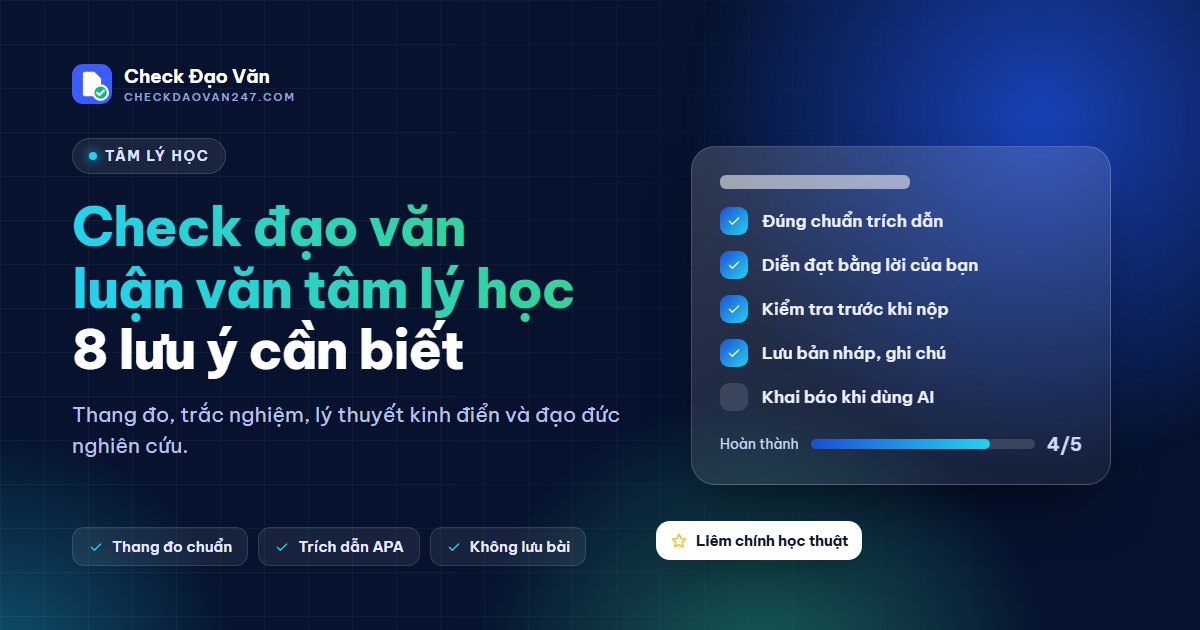 Check Đạo Văn
CHECKDAOVAN247.COM
TÂM LÝ HỌC
Check đạo văn
luận văn tâm lý học
8 lưu ý cần biết
Thang đo, trắc nghiệm, lý thuyết kinh điển và đạo đức
nghiên cứu.
Thang đo chuẩn
Trích dẫn APA
Không lưu bài
Đúng chuẩn trích dẫn
Diễn đạt bằng lời của bạn
Kiểm tra trước khi nộp
Lưu bản nháp, ghi chú
Khai báo khi dùng AI
Hoàn thành 4/5
Liêm chính học thuật